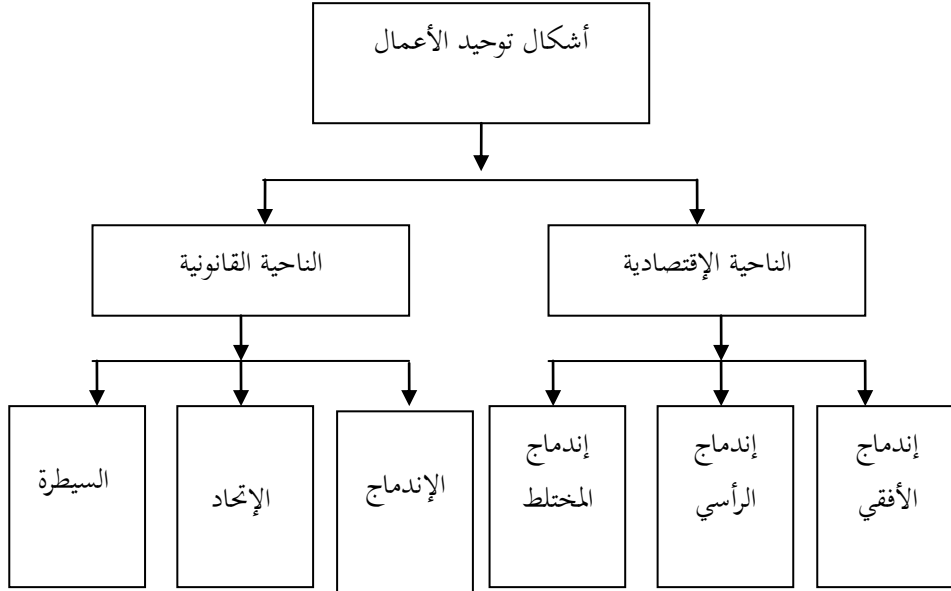 أشكال توحيد الأعمال
الناحية الإقتصادية
الناحية القانونية
إندماج
الأفقي
إندماج
الرأسي
إندماج
المختلط
الإندماج
الإتحاد
السيطرة